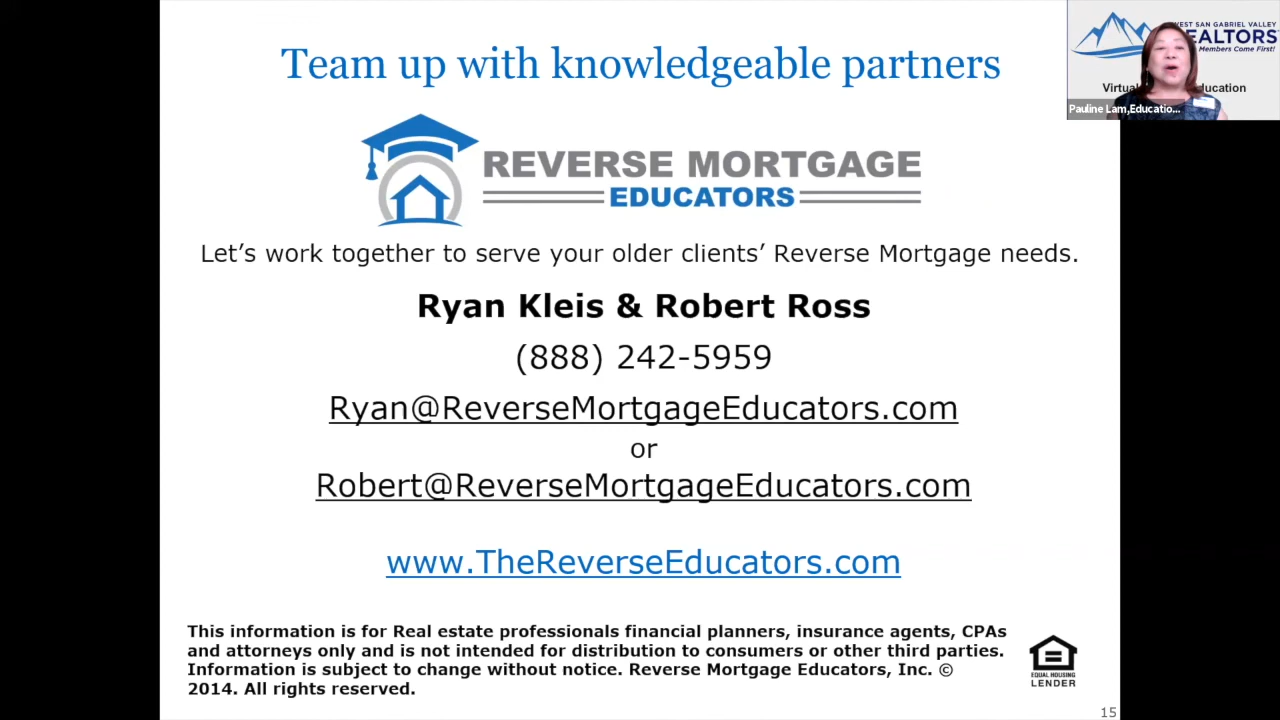 Team up with knowledgeable partners
REVERSE MORTGAGE
EDUCATORS
Let’s work together to serve your older clients’ Reverse Mortgage needs.
Ryan Kleis & Robert Ross
(888) 242-5959
Ryan@ReverseMortgageEducators.com
or
Robert@ReverseMortgageEducators.com
www.TheReverseEducators.com
This information is for Real estate professionals financial planners, insurance agents, CPAs
and attorneys only and is not intended for distribution to consumers or other third parties.
Information is subject to change without notice. Reverse Mortgage Educators, Inc. ©
2014. All rights reserved.
EQUAL HOUSING
LENDER
15
SAN GABRIEL VALLEY
Members Come First!
Pauline Lam,Educatio...